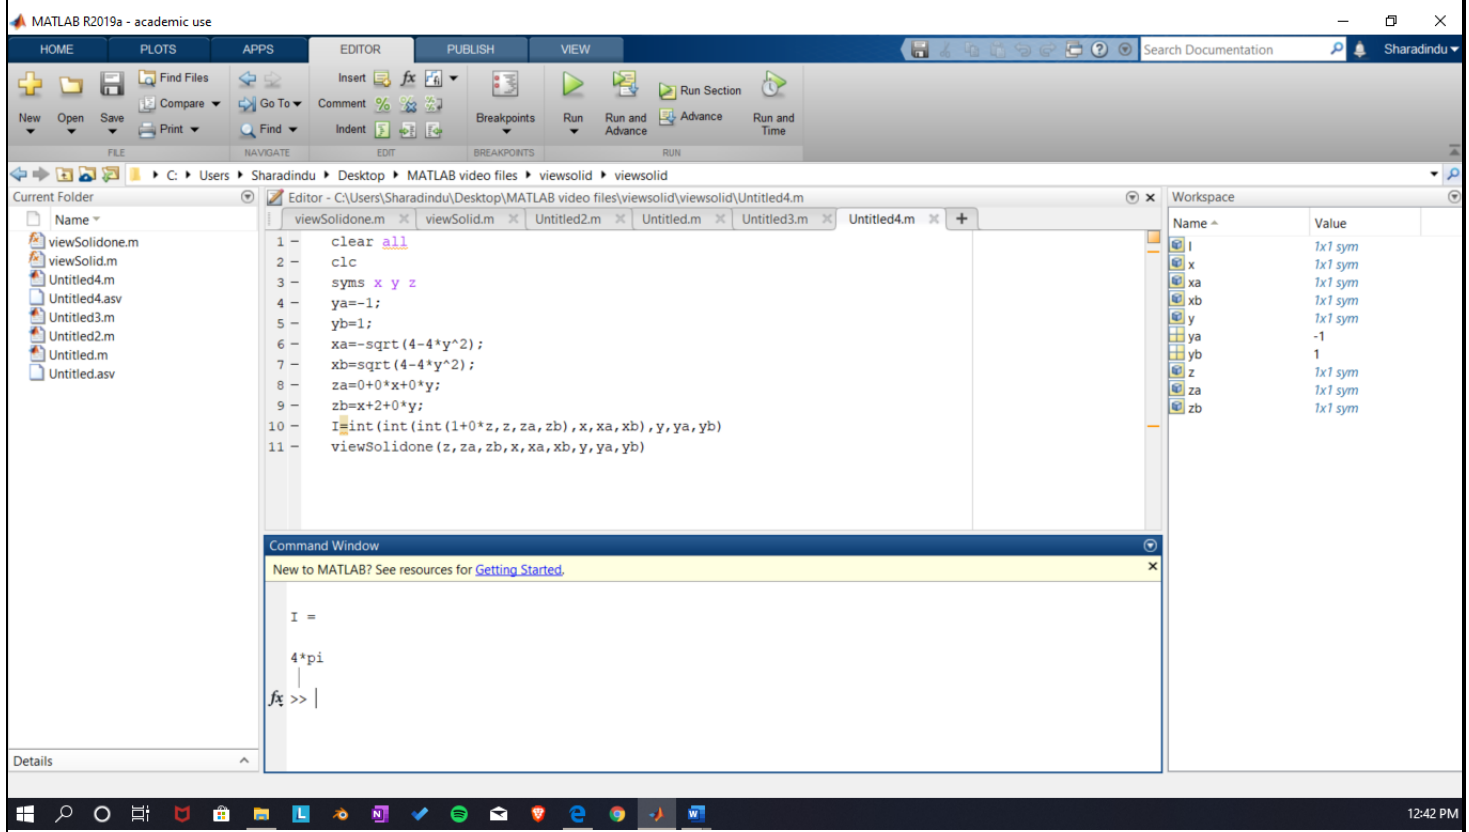 MATLAB R2019a - academic use
HOME PLOTS APPS EDITOR PUBLISH VIEW Search Documentation Sharadindu
New Open Save Find Files Compare Print
Go To Find
Insert fx Comment Indent
Breakpoints
Run Run and Advance Run Section Advance Run and Time
FILE NAVIGATE EDIT BREAKPOINTS RUN
C: Users Sharadindu Desktop MATLAB video files viewsolid viewsolid
Current Folder
Name
viewSolidone.m
viewSolid.m
Untitled4.m
Untitled4.asv
Untitled3.m
Untitled2.m
Untitled.m
Untitled.asv
Details
Editor - C:\Users\Sharadindu\Desktop\MATLAB video files\viewsolid\viewsolid\Untitled4.m
viewSolidone.m viewSolid.m Untitled2.m Untitled.m Untitled3.m Untitled4.m
1 - clear all
2 - clc
3 - syms x y z
4 - ya=-1;
5 - yb=1;
6 - xa=-sqrt(4-4*y^2);
7 - xb=sqrt(4-4*y^2);
8 - za=0+0*x+0*y;
9 - zb=x+2+0*y;
10 - I=int(int(int(1+0*z,z,za,zb),x,xa,xb),y,ya,yb)
11 - viewSolidone(z,za,zb,x,xa,xb,y,ya,yb)
Command Window
New to MATLAB? See resources for Getting Started.
I =
4*pi
fx >>
Workspace
Name Value
I 1x1 sym
x 1x1 sym
xa 1x1 sym
xb 1x1 sym
y 1x1 sym
ya -1
yb 1
z 1x1 sym
za 1x1 sym
zb 1x1 sym
12:42 PM